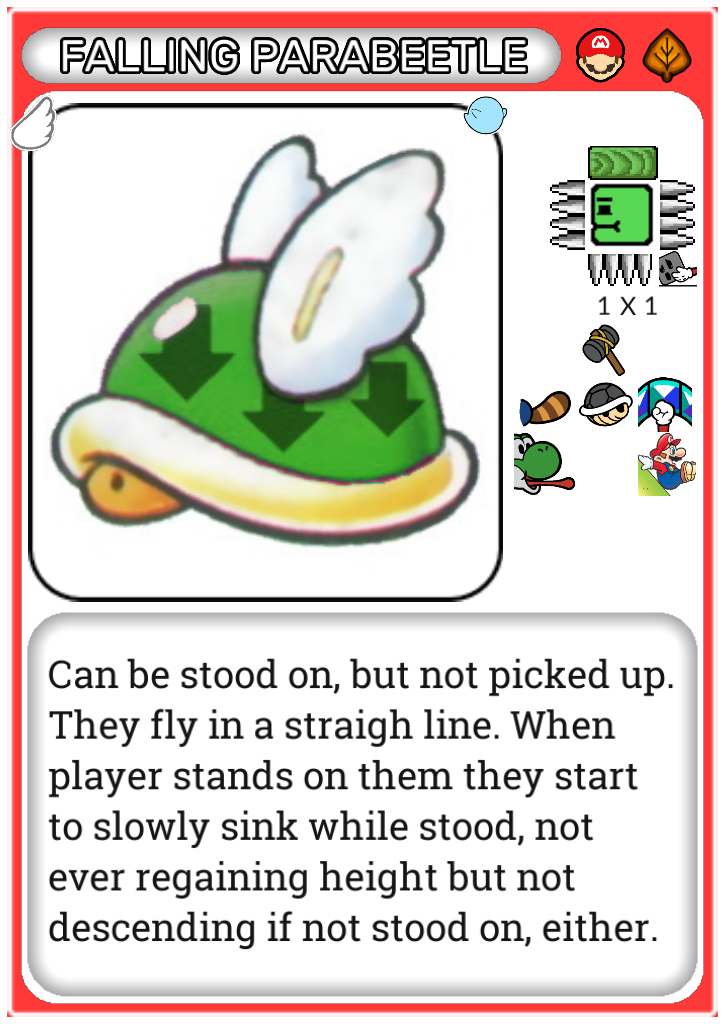 FALLING PARABEETLE
1 X 1
Can be stood on, but not picked up.
They fly in a straigh line. When
player stands on them they start
to slowly sink while stood, not
ever regaining height but not
descending if not stood on, either.